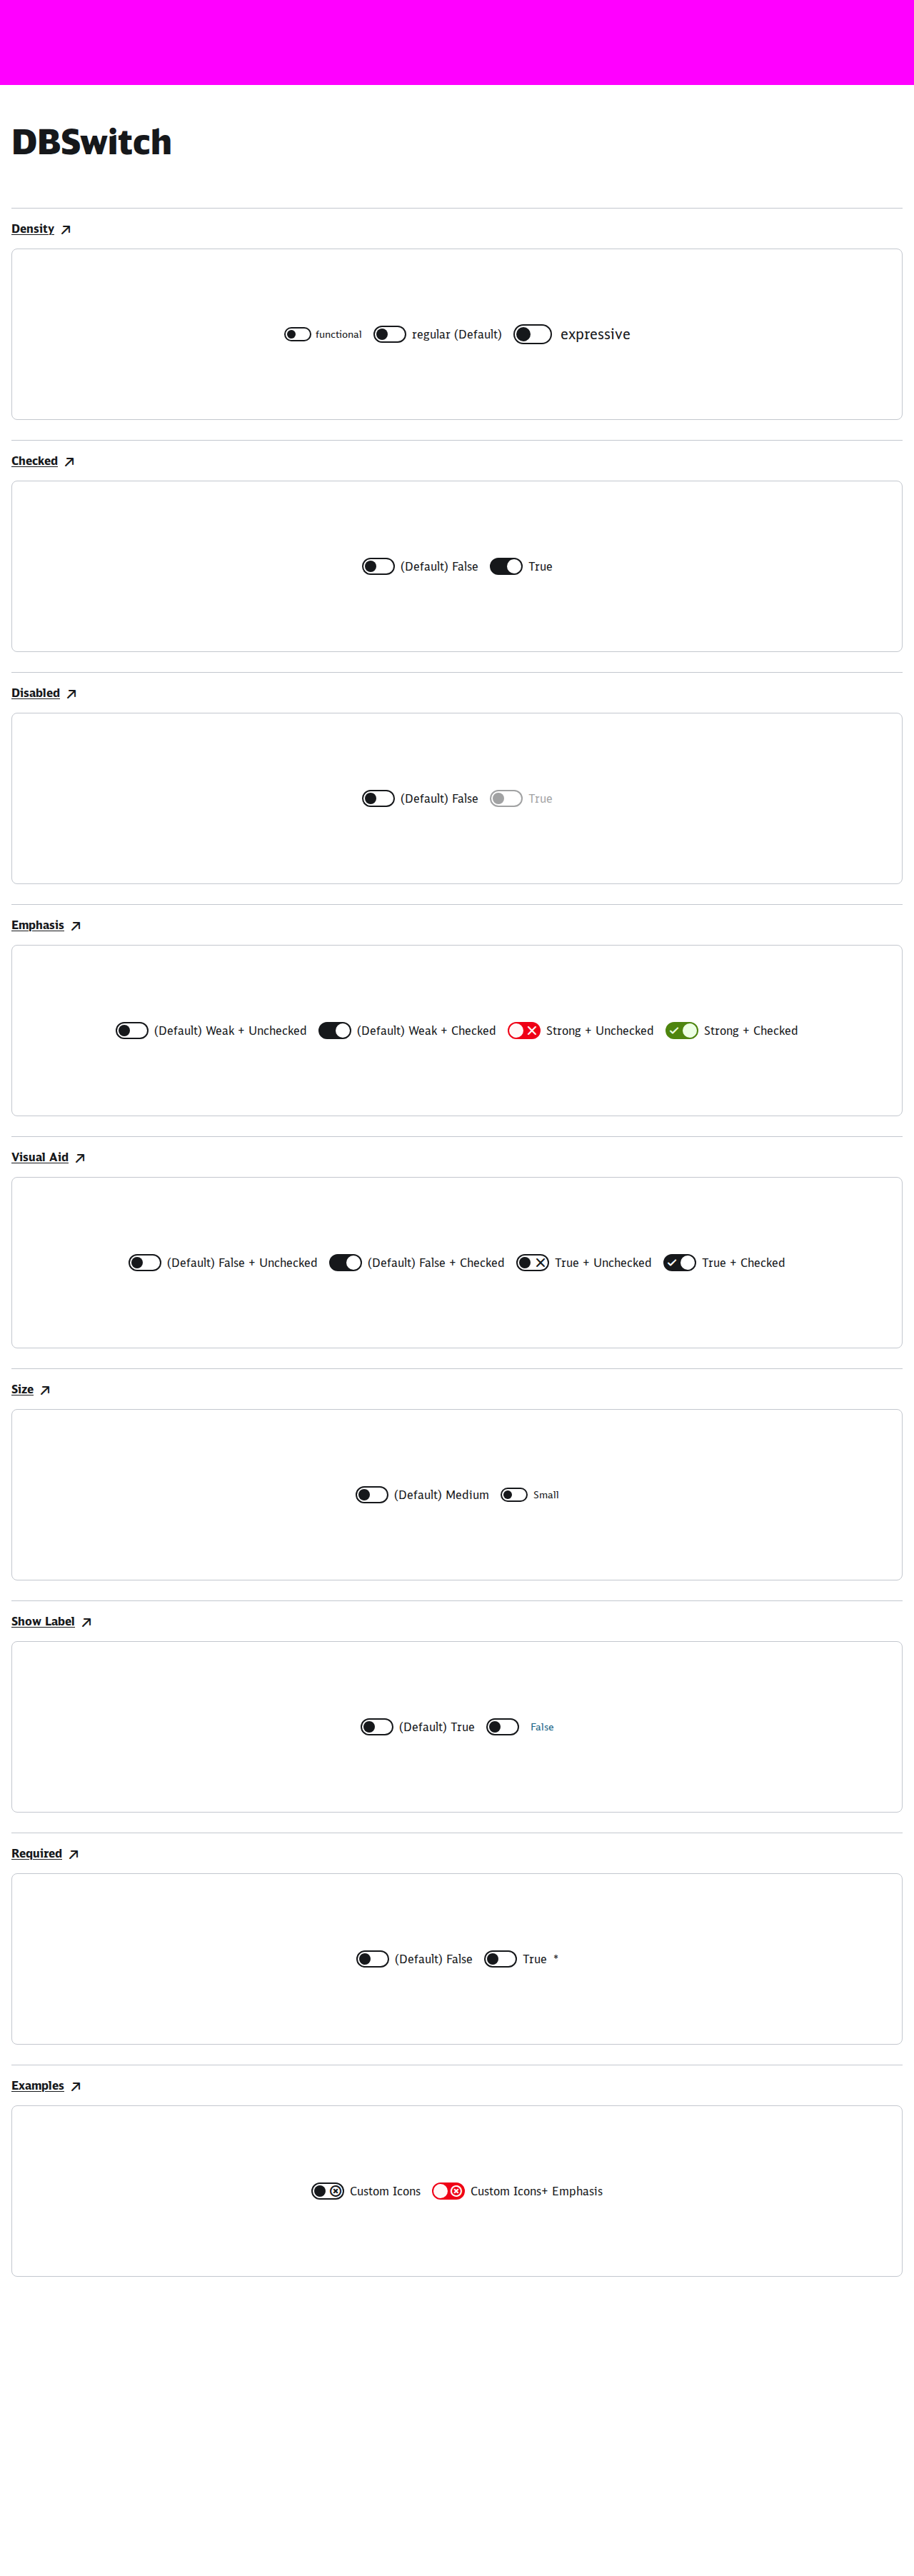 DBSwitch
Density
functional regular (Default) expressive
Checked
(Default) False True
Disabled
(Default) False True
Emphasis
(Default) Weak + Unchecked (Default) Weak + Checked Strong + Unchecked Strong + Checked
Visual Aid
(Default) False + Unchecked (Default) False + Checked True + Unchecked True + Checked
Size
(Default) Medium Small
Show Label
(Default) True False
Required
(Default) False True *
Examples
Custom Icons Custom Icons+ Emphasis